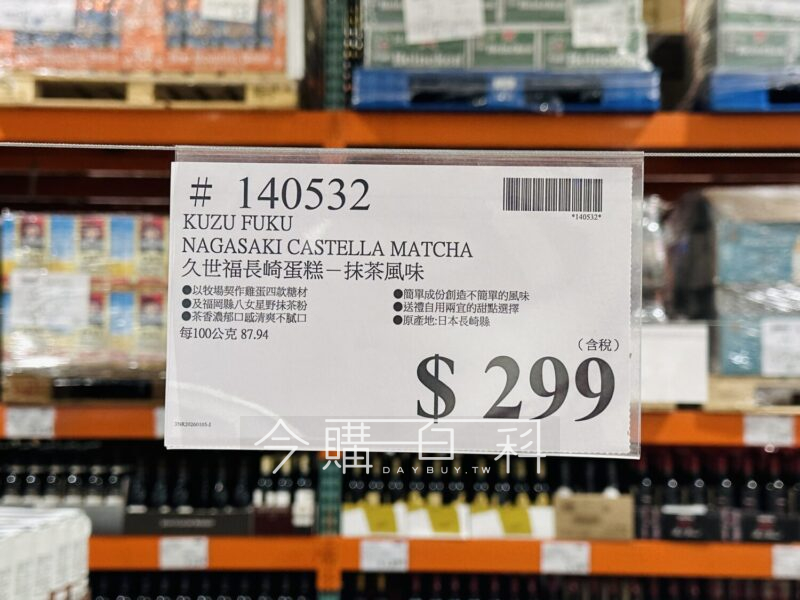 # 140532
*140532*
KUZU FUKU
NAGASAKI CASTELLA MATCHA
久世福長崎蛋糕－抹茶風味
●以牧場契作雞蛋四款糖材
●及福岡縣八女星野抹茶粉
●茶香濃郁口感清爽不膩口
●簡單成份創造不簡單的風味
●送禮自用兩宜的甜點選擇
●原產地:日本長崎縣
每100公克 87.94
(含稅)
$ 299
今購百科
DAYBUY.TW
Heineken